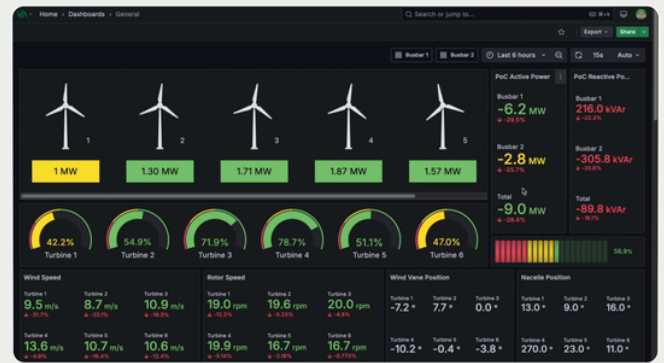 Home > Dashboards > General
Search or jump to...
⌘+k
Export
Share
Busbar 1
Busbar 2
Last 6 hours
15s
Auto
1
2
3
4
5
1 MW
1.30 MW
1.71 MW
1.87 MW
1.57 MW
42.2%
54.9%
71.9%
78.7%
51.1%
47.0%
Turbine 1
Turbine 2
Turbine 3
Turbine 4
Turbine 5
Turbine 6
PoC Active Power
Busbar 1
-6.2 MW
Busbar 2
-2.8 MW
-25.7%
Total
-9.0 MW
PoC Reactive Po...
Busbar 1
216.0 kVAr
Busbar 2
-305.8 kVAr
Total
-89.8 kVAr
56.8%
Wind Speed
Turbine 1
Turbine 2
Turbine 3
9.5 m/s
8.7 m/s
10.9 m/s
Turbine 4
Turbine 5
Turbine 6
13.6 m/s
10.7 m/s
10.6 m/s
Rotor Speed
Turbine 1
Turbine 2
Turbine 3
19.0 rpm
19.6 rpm
20.0 rpm
Turbine 4
Turbine 5
Turbine 6
19.9 rpm
16.7 rpm
16.7 rpm
Wind Vane Position
Turbine 1
Turbine 2
Turbine 3
-7.2 °
7.7 °
0.0 °
Turbine 4
Turbine 5
Turbine 6
-10.2 °
-0.4 °
-3.8 °
Nacelle Position
Turbine 1
Turbine 2
Turbine 3
13.0 °
9.0 °
16.0 °
Turbine 4
Turbine 5
Turbine 6
270.0 °
23.0 °
11.0 °